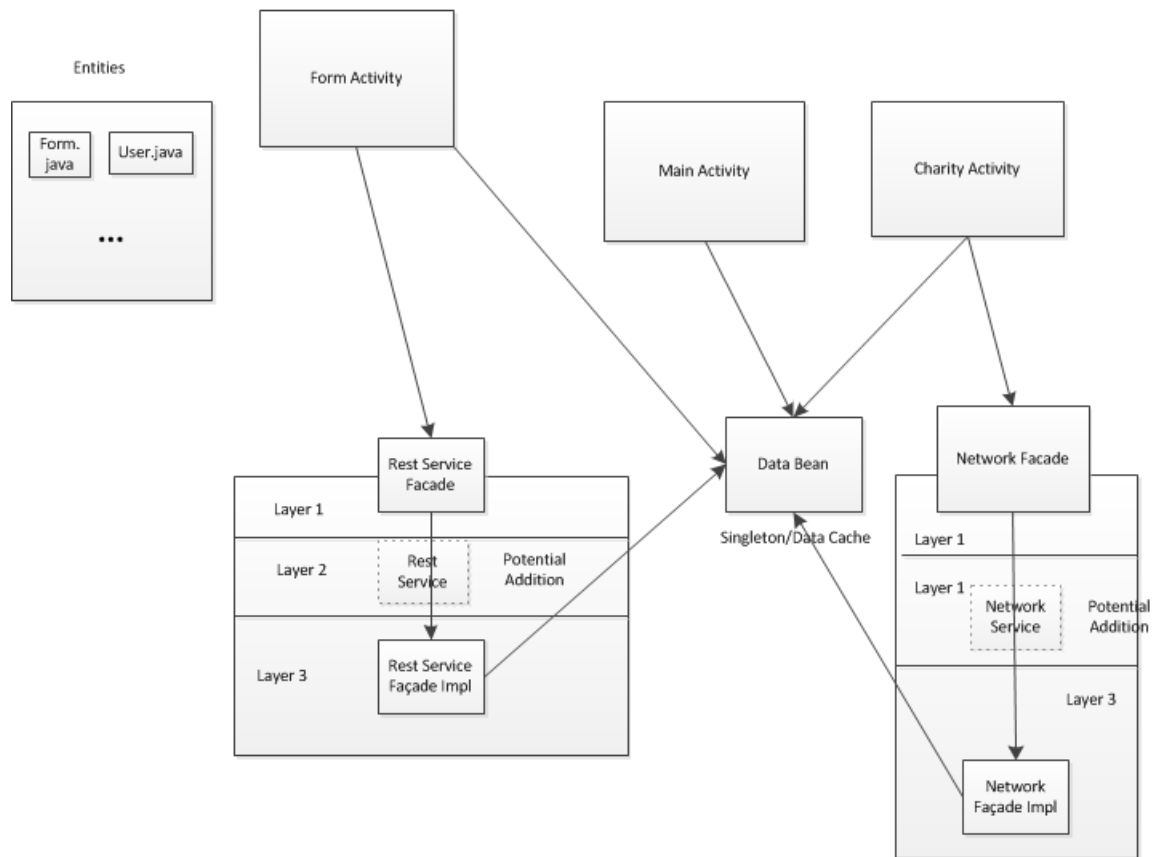 Entities
Form.
java
User.java
...
Form Activity
Main Activity
Charity Activity
Rest Service
Facade
Layer 1
Layer 2
Rest
Service
Potential
Addition
Layer 3
Rest Service
Façade Impl
Data Bean
Singleton/Data Cache
Network Facade
Layer 1
Layer 1
Network
Service
Potential
Addition
Layer 3
Network
Façade Impl